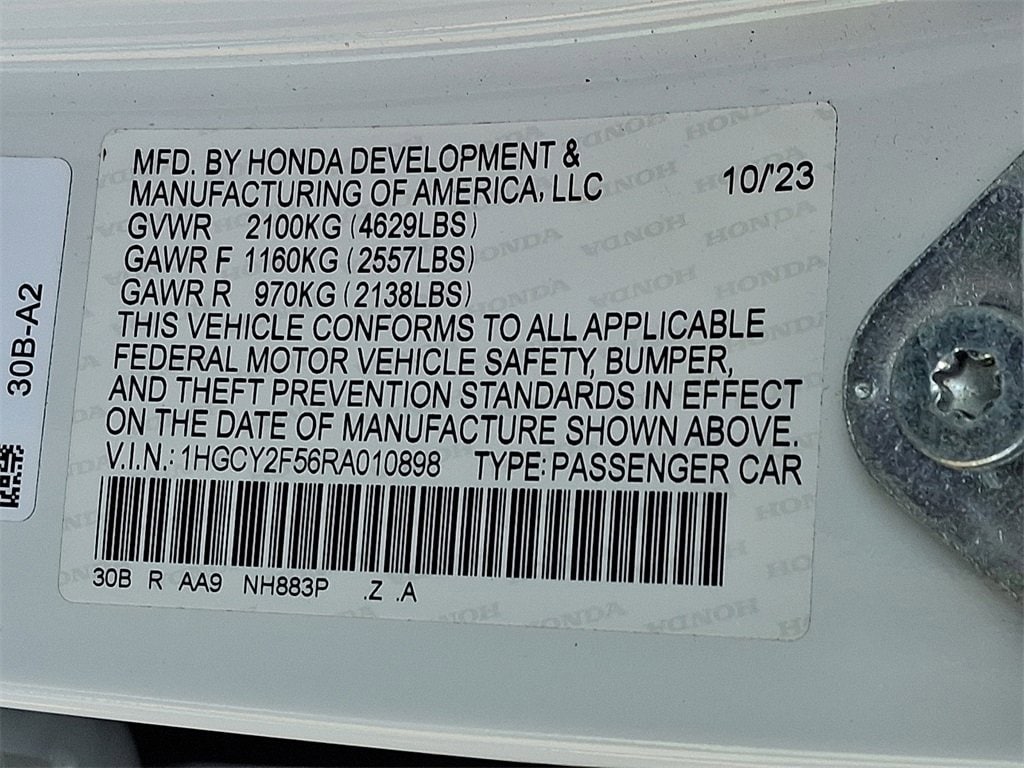 MFD. BY HONDA DEVELOPMENT &
MANUFACTURING OF AMERICA, LLC 10/'23
GVWR 2100KG (4629LBS)
GAWR F 1160KG (2557LBS)
GAWR R 970KG (2138LBS)
THIS VEHICLE CONFORMS TO ALL APPLICABLE
FEDERAL MOTOR VEHICLE SAFETY, BUMPER,
AND THEFT PREVENTION STANDARDS IN EFFECT
ON THE DATE OF MANUFACTURE SHOWN ABOVE.
V.I.N.: 1HGCY2F56RA010898 TYPE: PASSENGER CAR
30B R AA9 NH883P .Z .A
30B-A2